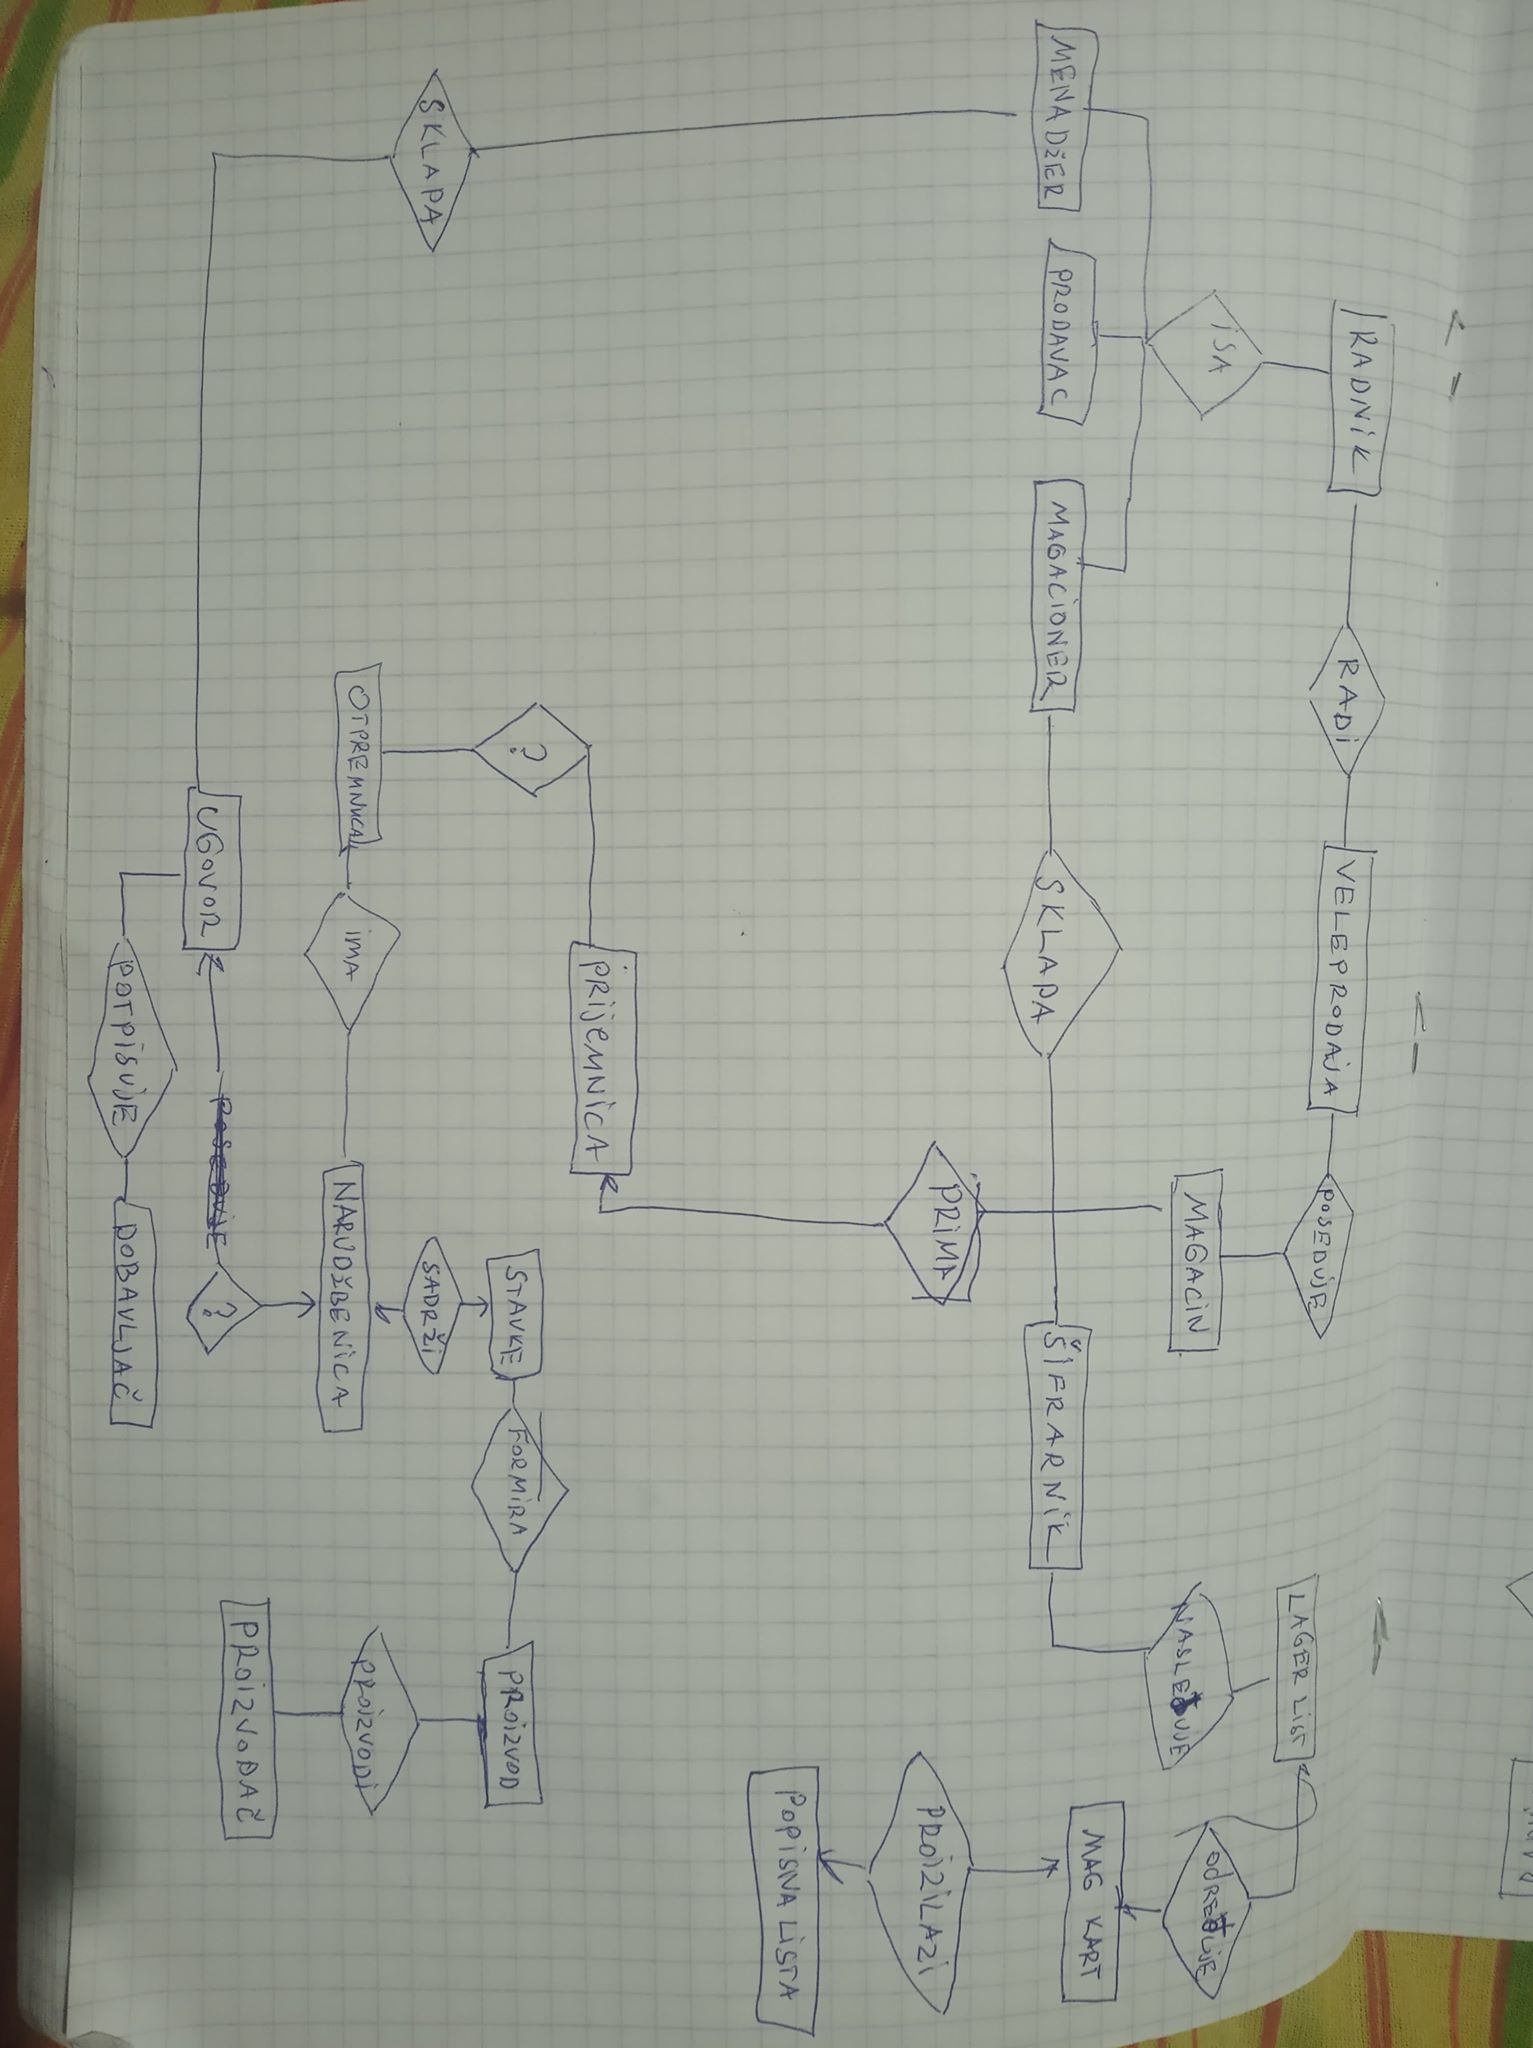 RADNIK
RADI
VELEPRODAJA
POSEDUJE
LAGER LIST
ISA
MAGACIN
NASLEĐUJE
ODREĐUJE
MENADŽER
PRODAVAC
MAGACIONER
SKLAPA
ŠIFRARNIK
MAG KART
PRIMA
PROIZILAZI
POPISNA LISTA
PRIJEMNICA
?
STAVKE
FORMIRA
PROIZVOD
SKLAPA
SADRŽI
OTPREMNICA
IMA
NARUDŽBENICA
PROIZVODI
UGOVOR
POSEDUJE
?
PROIZVOĐAČ
POTPISUJE
DOBAVLJAČ